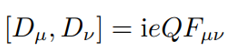 [D_μ, D_ν] = ieQF_μν